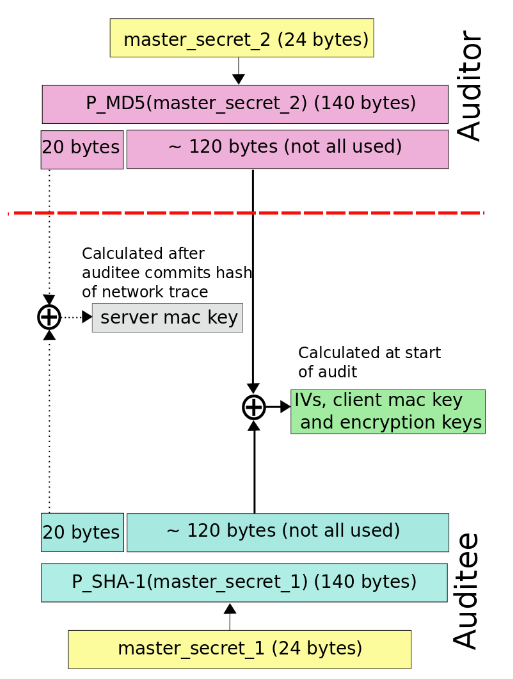 master_secret_2 (24 bytes)
Auditor
P_MD5(master_secret_2) (140 bytes)
20 bytes
~ 120 bytes (not all used)
Calculated after
auditee commits hash
of network trace
server mac key
Calculated at start
of audit
IVs, client mac key
and encryption keys
20 bytes
~ 120 bytes (not all used)
Auditee
P_SHA-1(master_secret_1) (140 bytes)
master_secret_1 (24 bytes)